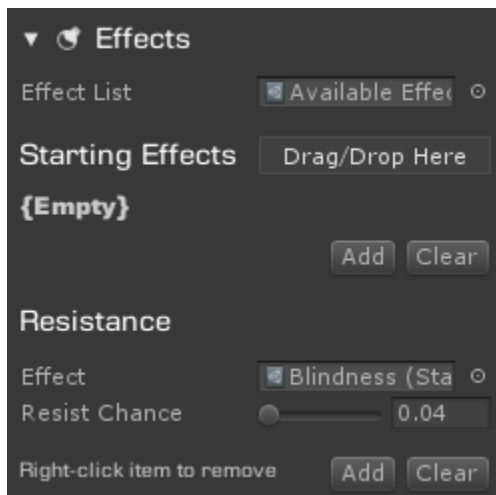 Effects
Effect List Available Effec
Starting Effects Drag/Drop Here
{Empty}
Add Clear
Resistance
Effect Blindness (Sta
Resist Chance 0.04
Right-click item to remove Add Clear